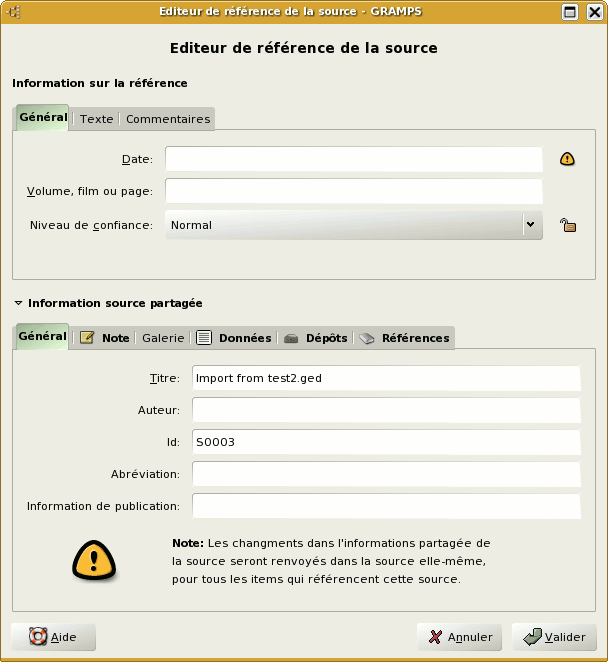 Editeur de référence de la source - GRAMPS
Editeur de référence de la source
Information sur la référence
Général Texte Commentaires
Date:
Volume, film ou page:
Niveau de confiance: Normal
Information source partagée
Général Note Galerie Données Dépôts Références
Titre: Import from test2.ged
Auteur:
Id: S0003
Abréviation:
Information de publication:
Note: Les changments dans l'informations partagée de
la source seront renvoyés dans la source elle-même,
pour tous les items qui référencent cette source.
Aide Annuler Valider